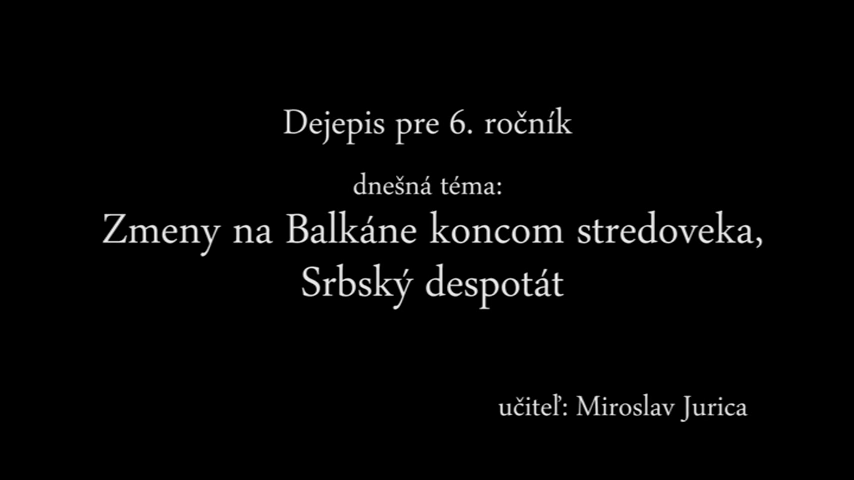 Dejepis pre 6. ročník
dnešná téma:
Zmeny na Balkáne koncom stredoveka,
Srbský despotát
učiteľ: Miroslav Jurica